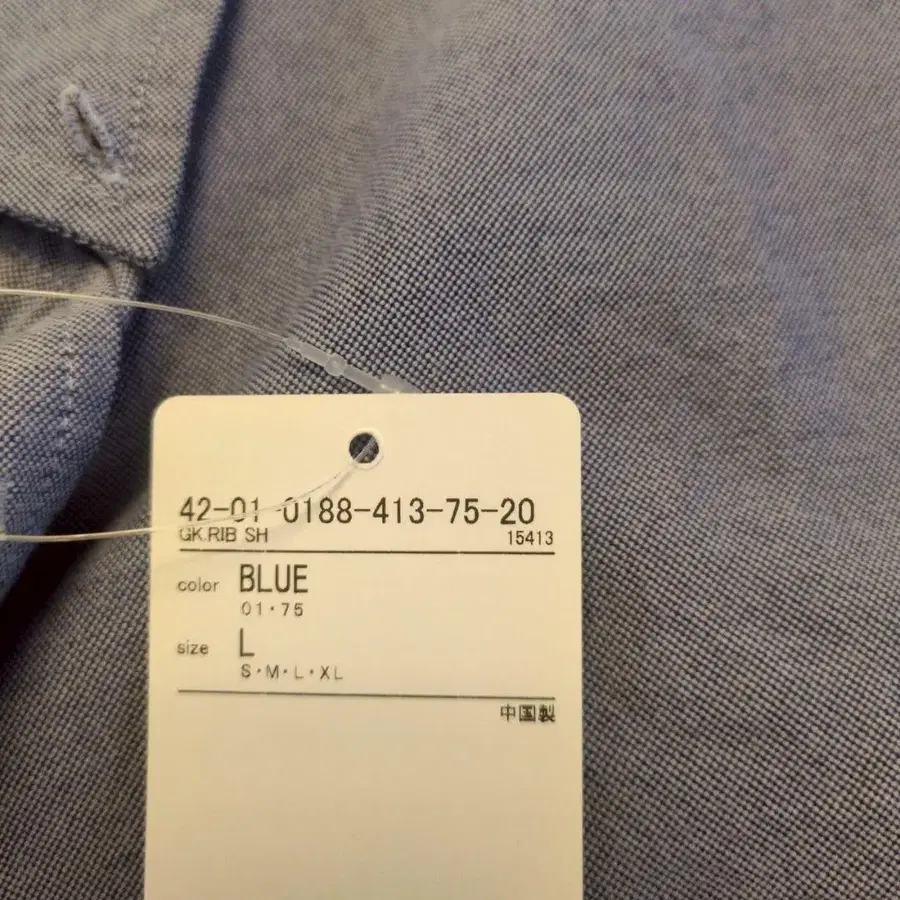 42-01-0188-413-75-20
GK.RIB SH 15413
color BLUE
01・75
size L
S・M・L・XL
中国製